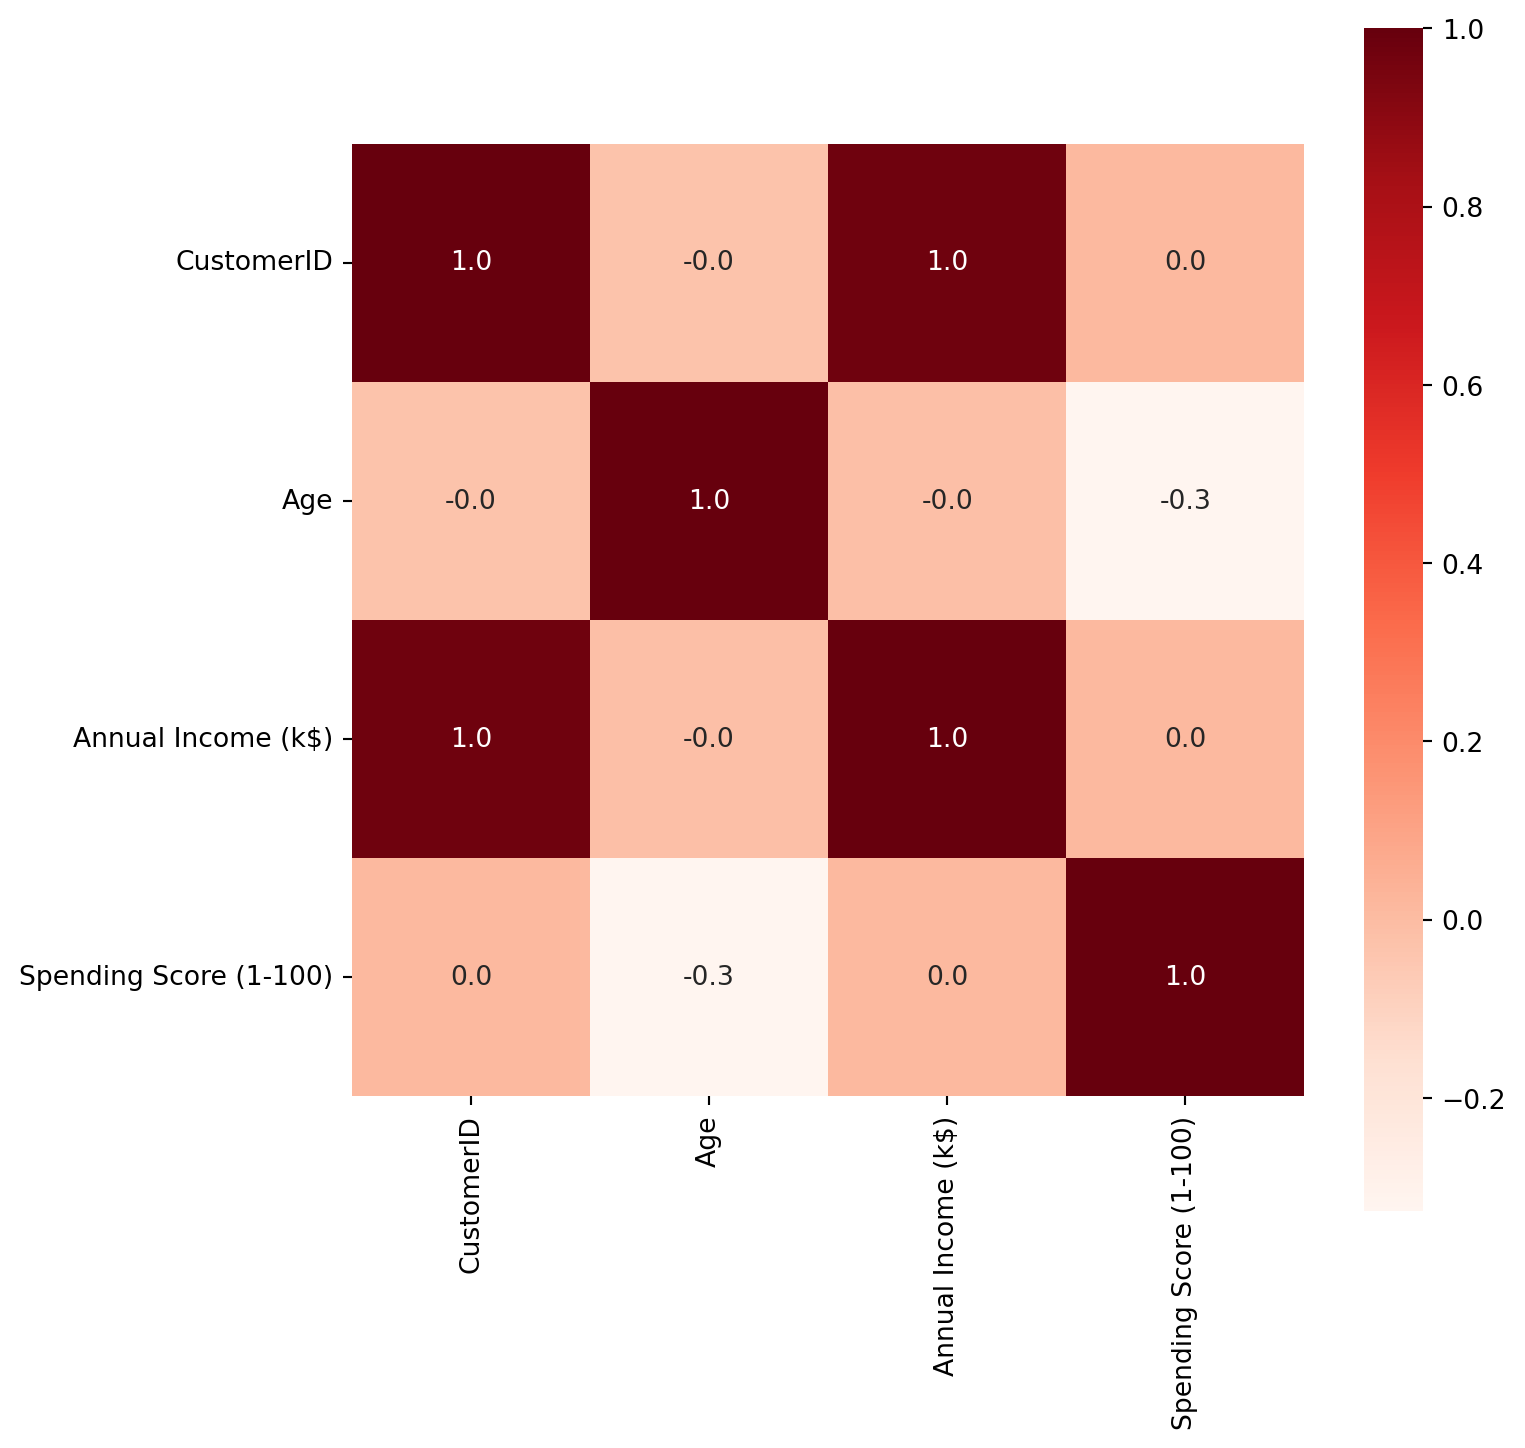 1.0
0.8
0.6
0.4
0.2
0.0
−0.2
CustomerID 1.0 -0.0 1.0 0.0
Age -0.0 1.0 -0.0 -0.3
Annual Income (k$) 1.0 -0.0 1.0 0.0
Spending Score (1-100) 0.0 -0.3 0.0 1.0
CustomerID
Age
Annual Income (k$)
Spending Score (1-100)